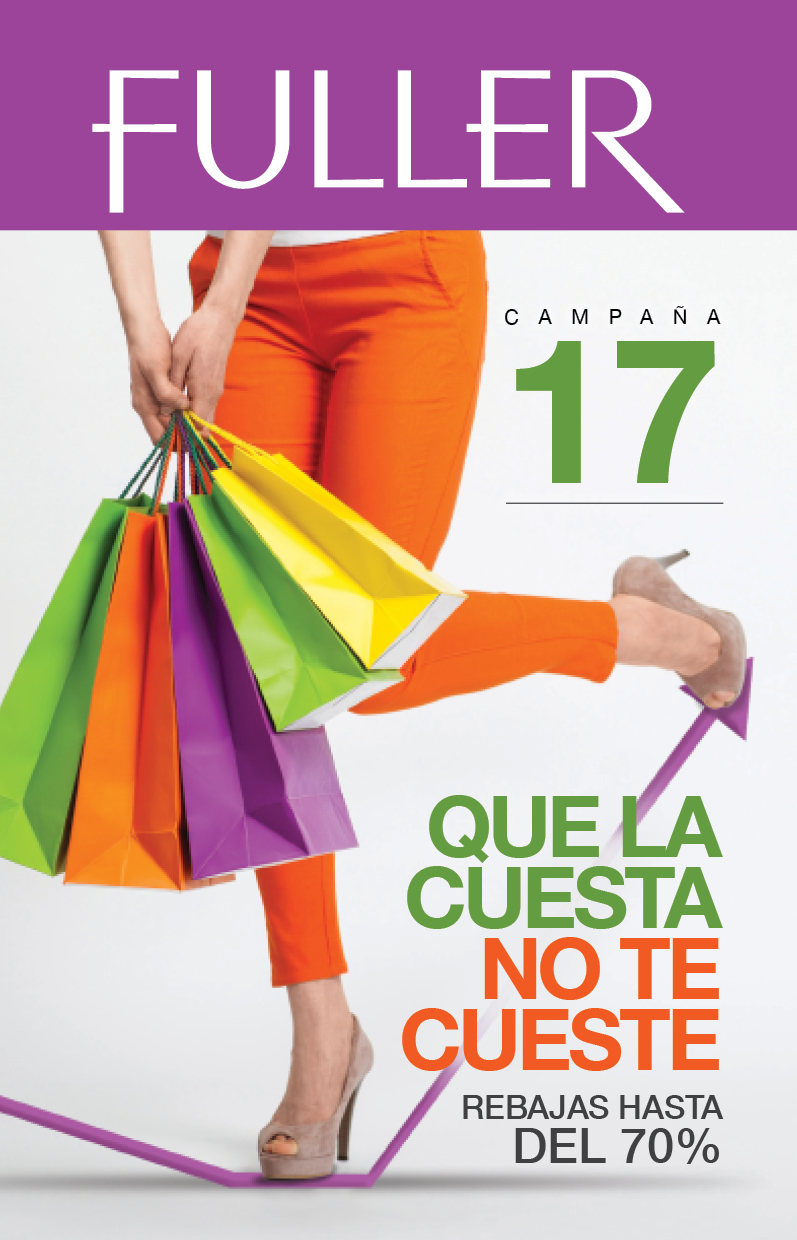 FULLER
CAMPAÑA
17
QUE LA
CUESTA
NO TE
CUESTE
REBAJAS HASTA
DEL 70%